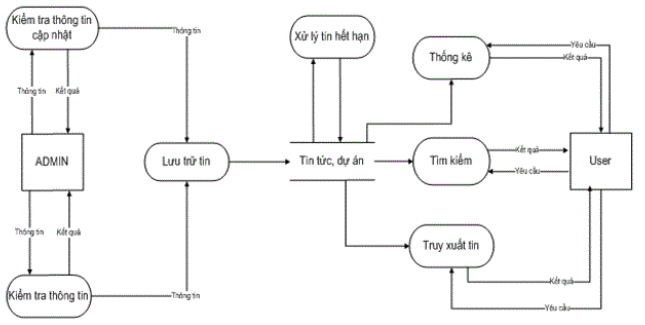 Kiểm tra thông tin
cập nhật
Thông tin
Xử lý tin hết hạn
Thống kê
Yêu cầu
Kết quả
Thông tin
Kết quả
ADMIN
Lưu trữ tin
Tin tức, dự án
Tìm kiếm
Kết quả
Yêu cầu
User
Thông tin
Kết quả
Truy xuất tin
Kiểm tra thông tin
Thông tin
Kết quả
Yêu cầu